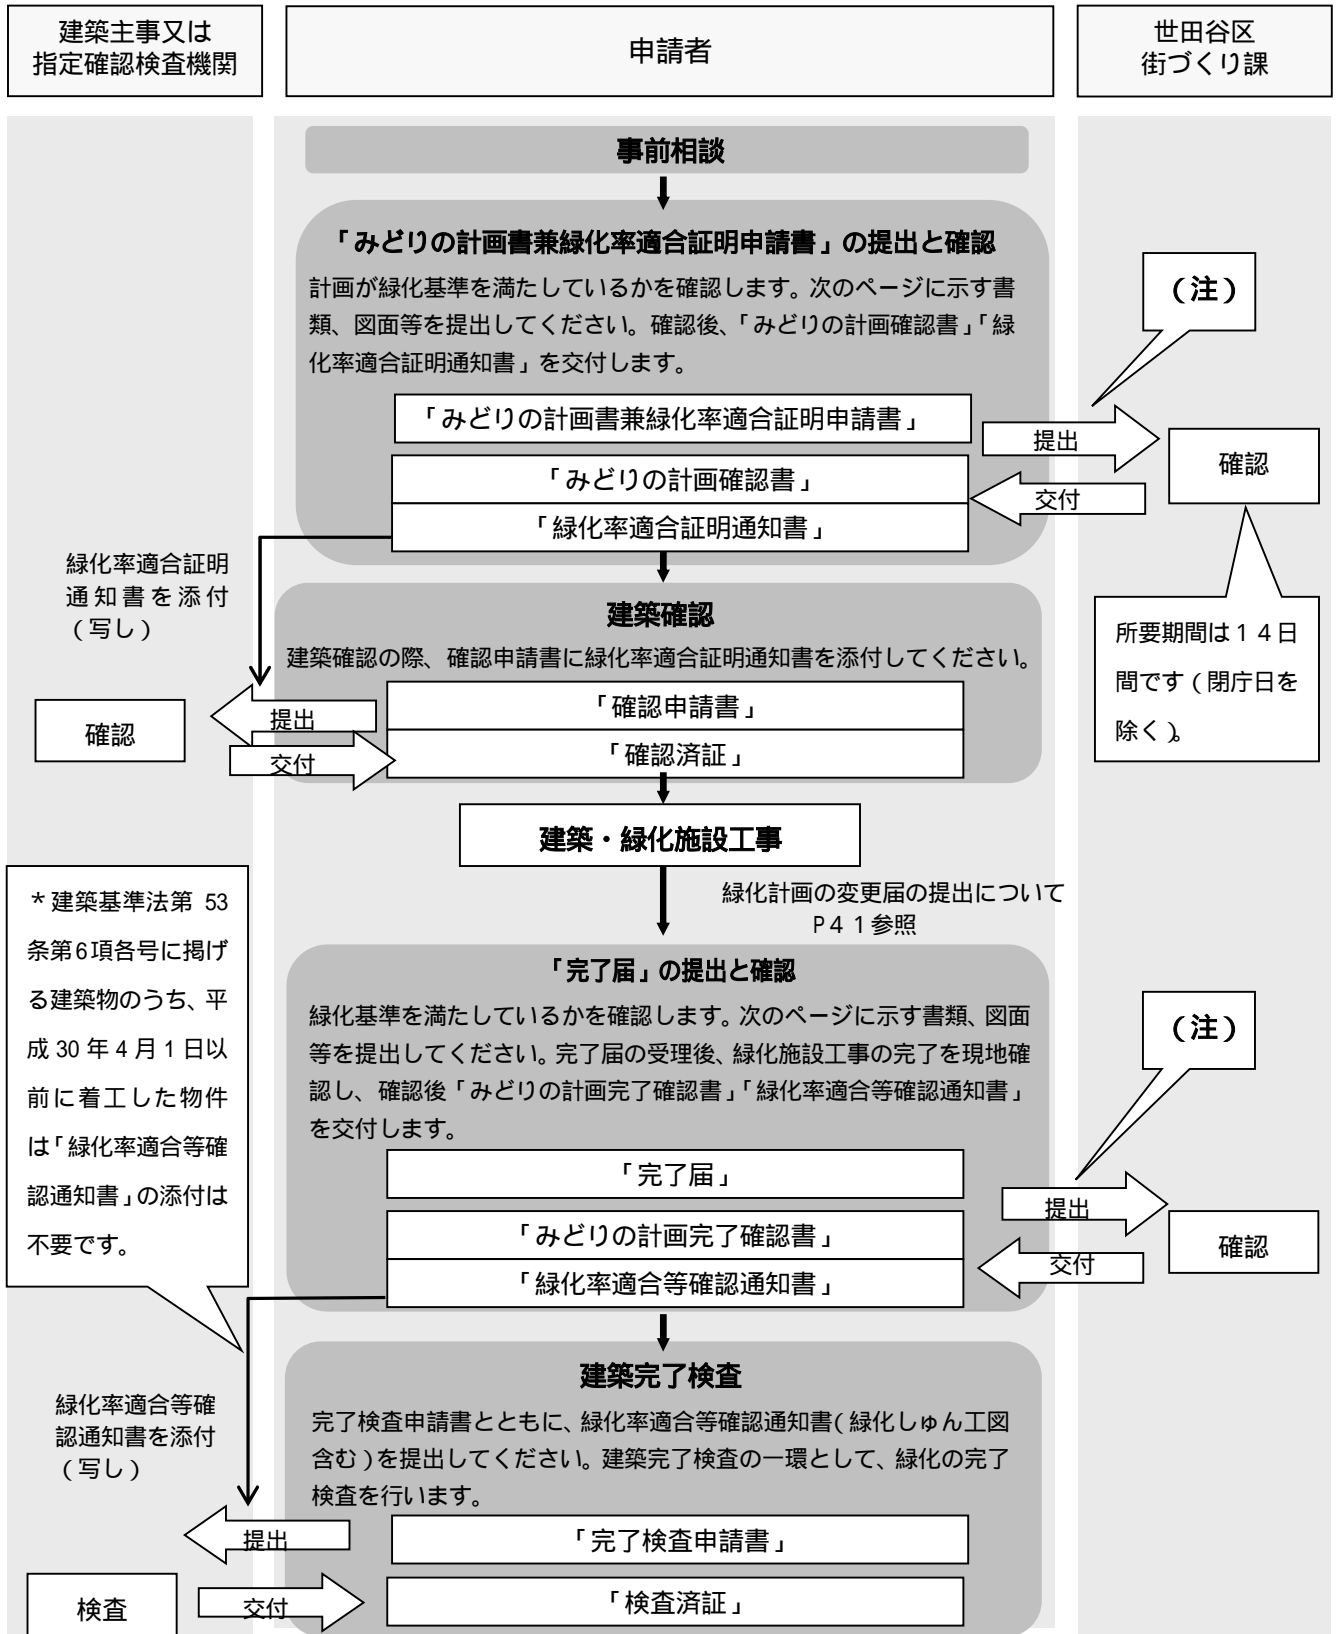 建築主事又は
指定確認検査機関
申請者
世田谷区
街づくり課
事前相談
「みどりの計画書兼緑化率適合証明申請書」の提出と確認
計画が緑化基準を満たしているかを確認します。次のページに示す書
類、図面等を提出してください。確認後、「みどりの計画確認書」「緑
化率適合証明通知書」を交付します。
(注)
「みどりの計画書兼緑化率適合証明申請書」
提出
確認
「みどりの計画確認書」
交付
「緑化率適合証明通知書」
緑化率適合証明
通知書を添付
(写し)
所要期間は14日
間です(閉庁日を
除く)。
建築確認
建築確認の際、確認申請書に緑化率適合証明通知書を添付してください。
確認
提出
「確認申請書」
交付
「確認済証」
建築・緑化施設工事
緑化計画の変更届の提出について
P41参照
*建築基準法第 53
条第6項各号に掲げ
る建築物のうち、平
成 30 年 4 月 1 日以
前に着工した物件
は「緑化率適合等確
認通知書」の添付は
不要です。
「完了届」の提出と確認
緑化基準を満たしているかを確認します。次のページに示す書類、図面
等を提出してください。完了届の受理後、緑化施設工事の完了を現地確
認し、確認後「みどりの計画完了確認書」「緑化率適合等確認通知書」
を交付します。
(注)
「完了届」
提出
確認
「みどりの計画完了確認書」
交付
「緑化率適合等確認通知書」
緑化率適合等確
認通知書を添付
(写し)
建築完了検査
完了検査申請書とともに、緑化率適合等確認通知書(緑化しゅん工図
含む)を提出してください。建築完了検査の一環として、緑化の完了
検査を行います。
提出
「完了検査申請書」
検査
交付
「検査済証」